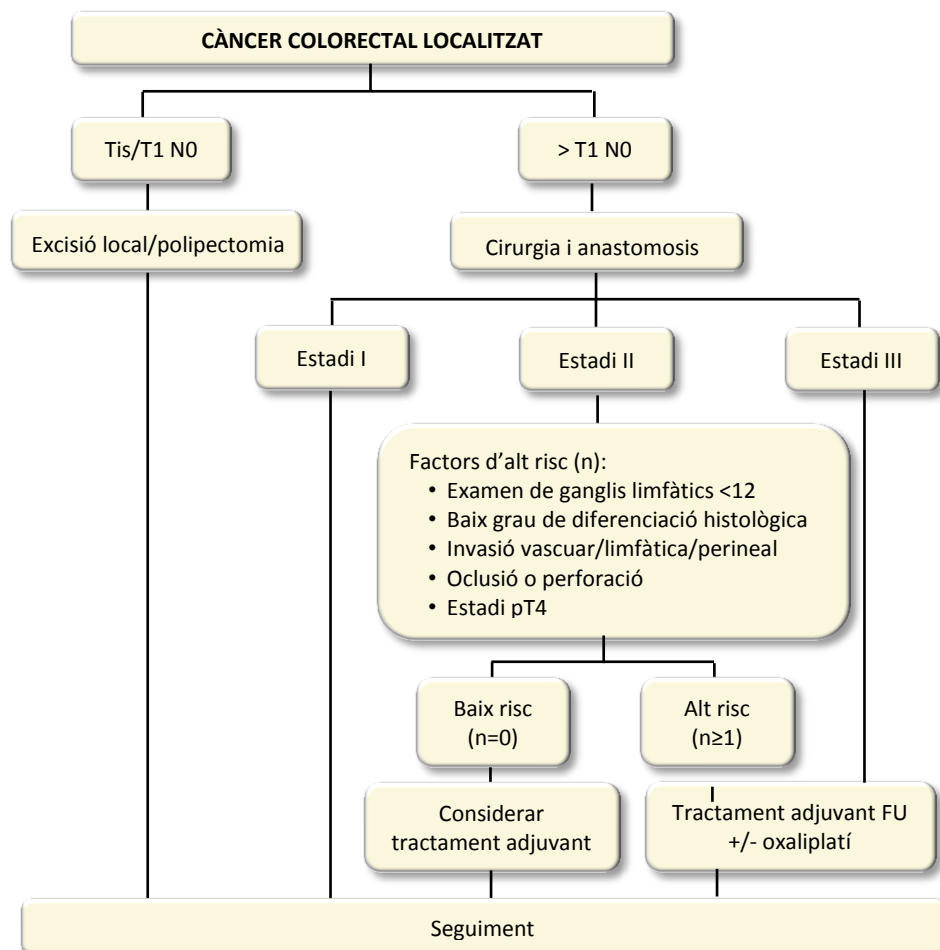 CÀNCER COLORECTAL LOCALITZAT
Tis/T1 N0
> T1 N0
Excisió local/polipectomia
Cirurgia i anastomosis
Estadi I
Estadi II
Estadi III
Factors d’alt risc (n):
• Examen de ganglis limfàtics <12
• Baix grau de diferenciació histològica
• Invasió vascuar/limfàtica/perineal
• Oclusió o perforació
• Estadi pT4
Baix risc
(n=0)
Alt risc
(n≥1)
Considerar
tractament adjuvant
Tractament adjuvant FU
+/- oxaliplatí
Seguiment